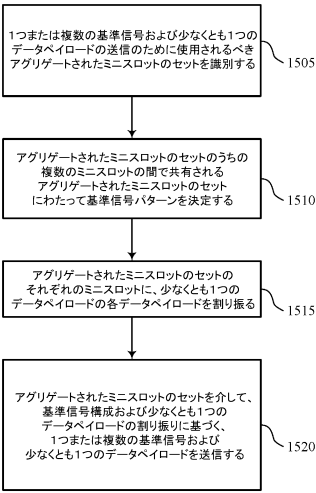 1つまたは複数の基準信号および少なくとも1つの
データペイロードの送信のために使用されるべき
アグリゲートされたミニスロットのセットを識別する
1505
アグリゲートされたミニスロットのセットのうちの
複数のミニスロットの間で共有される
アグリゲートされたミニスロットのセット
にわたって基準信号パターンを決定する
1510
アグリゲートされたミニスロットのセットの
それぞれのミニスロットに、少なくとも1つの
データペイロードの各データペイロードを割り振る
1515
アグリゲートされたミニスロットのセットを介して、
基準信号構成および少なくとも1つの
データペイロードの割り振りに基づく、
1つまたは複数の基準信号および
少なくとも1つのデータペイロードを送信する
1520